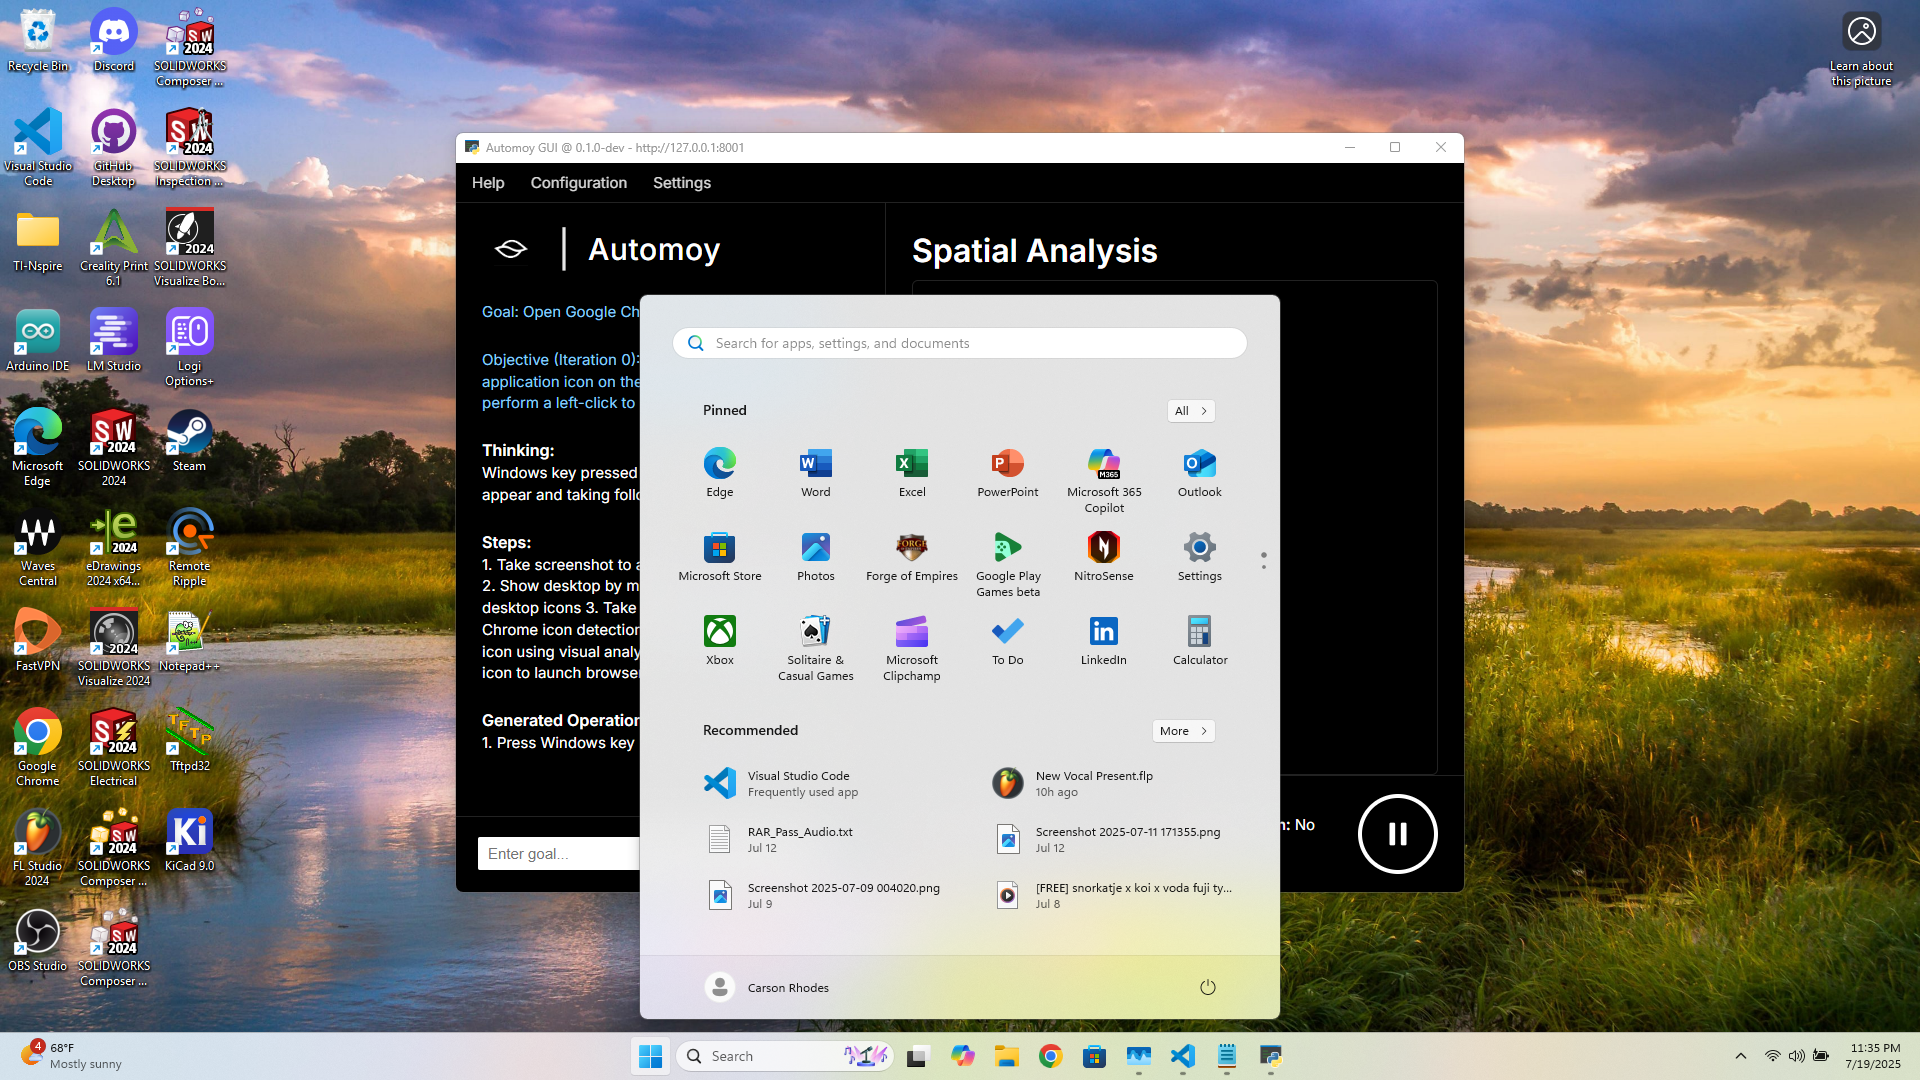 Recycle Bin
Discord
SOLIDWORKS
Composer ...
Visual Studio
Code
GitHub
Desktop
SOLIDWORKS
Inspection ...
TI-Nspire
Creality Print
6.1
SOLIDWORKS
Visualize Bo...
Arduino IDE
LM Studio
Logi
Options+
Microsoft
Edge
SOLIDWORKS
2024
Steam
Waves
Central
eDrawings
2024 x64...
Remote
Ripple
FastVPN
SOLIDWORKS
Visualize 2024
Notepad++
Google
Chrome
SOLIDWORKS
Electrical
Tftpd32
FL Studio
2024
SOLIDWORKS
Composer ...
KiCad 9.0
OBS Studio
SOLIDWORKS
Composer ...
Learn about
this picture
Automoy GUI @ 0.1.0-dev - http://127.0.0.1:8001
Help Configuration Settings
Automoy
Spatial Analysis
Goal: Open Google Ch
Objective (Iteration 0):
application icon on the
perform a left-click to
Thinking:
Windows key pressed
appear and taking follo
Steps:
1. Take screenshot to a
2. Show desktop by m
desktop icons 3. Take
Chrome icon detection
icon using visual analy
icon to launch browser
Generated Operation
1. Press Windows key
Enter goal...
n: No
Search for apps, settings, and documents
Pinned
All
Edge
Word
Excel
PowerPoint
Microsoft 365
Copilot
Outlook
Microsoft Store
Photos
Forge of Empires
Google Play
Games beta
NitroSense
Settings
Xbox
Solitaire &
Casual Games
Microsoft
Clipchamp
To Do
LinkedIn
Calculator
Recommended
More
Visual Studio Code
Frequently used app
New Vocal Present.flp
10h ago
RAR_Pass_Audio.txt
Jul 12
Screenshot 2025-07-11 171355.png
Jul 12
Screenshot 2025-07-09 004020.png
Jul 9
[FREE] snorkatje x koi x voda fuji ty...
Jul 8
Carson Rhodes
4
68°F
Mostly sunny
Search
11:35 PM
7/19/2025